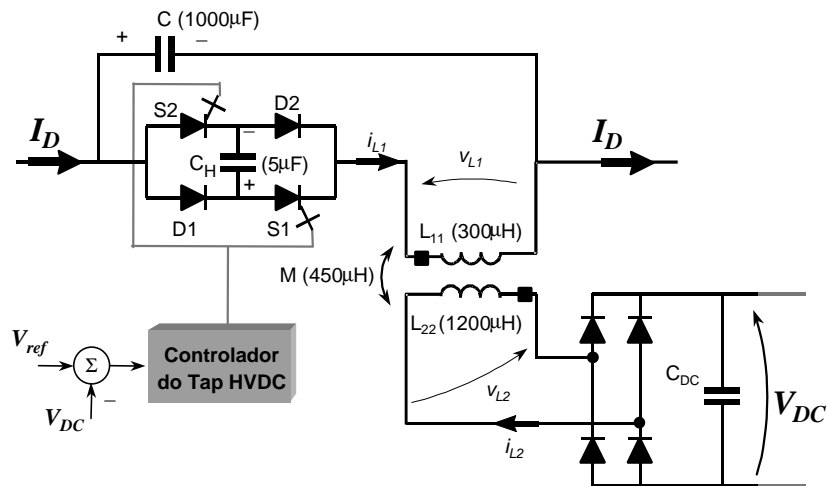 C (1000µF)
+
–
S2
D2
I_D
C_H
–
(5µF)
+
D1
S1
i_L1
v_L1
I_D
L_11 (300µH)
M (450µH)
L_22 (1200µH)
v_L2
i_L2
C_DC
V_DC
V_ref
Σ
–
V_DC
Controlador
do Tap HVDC